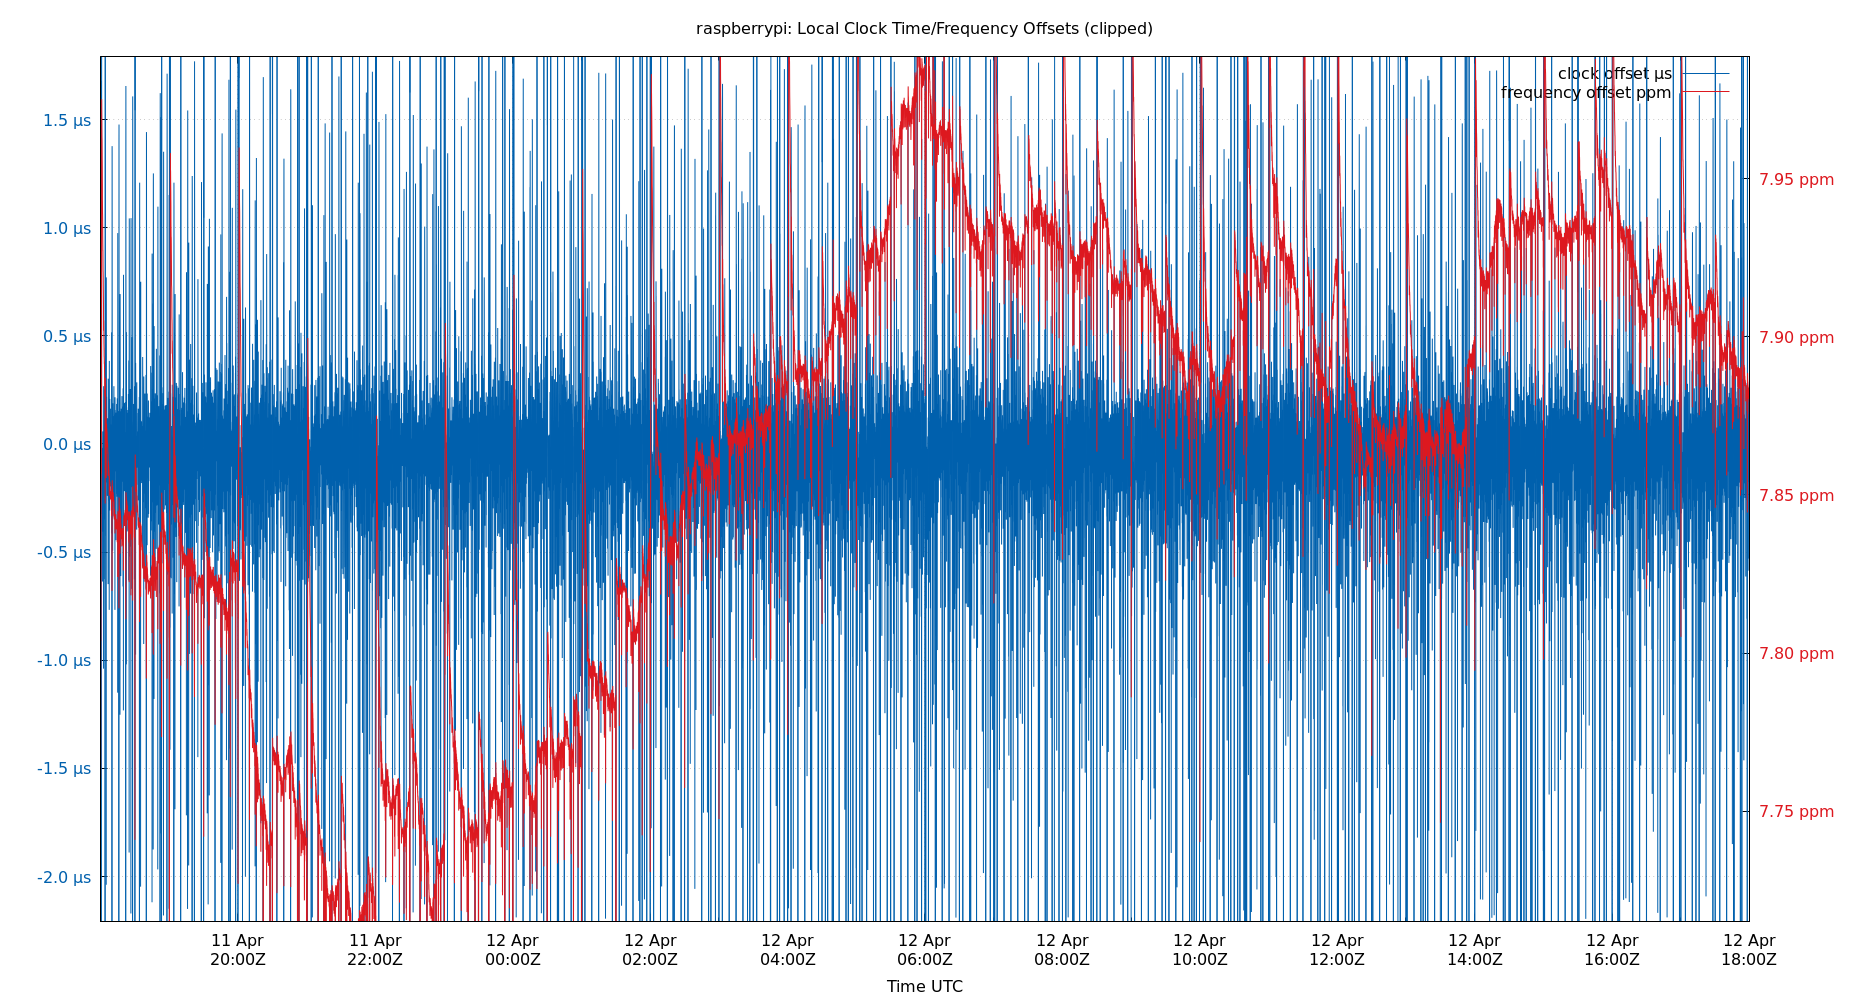 raspberrypi: Local Clock Time/Frequency Offsets (clipped)
clock offset µs
frequency offset ppm
1.5 µs
1.0 µs
0.5 µs
0.0 µs
-0.5 µs
-1.0 µs
-1.5 µs
-2.0 µs
7.95 ppm
7.90 ppm
7.85 ppm
7.80 ppm
7.75 ppm
11 Apr 11 Apr 12 Apr 12 Apr 12 Apr 12 Apr 12 Apr 12 Apr 12 Apr 12 Apr 12 Apr 12 Apr
20:00Z 22:00Z 00:00Z 02:00Z 04:00Z 06:00Z 08:00Z 10:00Z 12:00Z 14:00Z 16:00Z 18:00Z
Time UTC